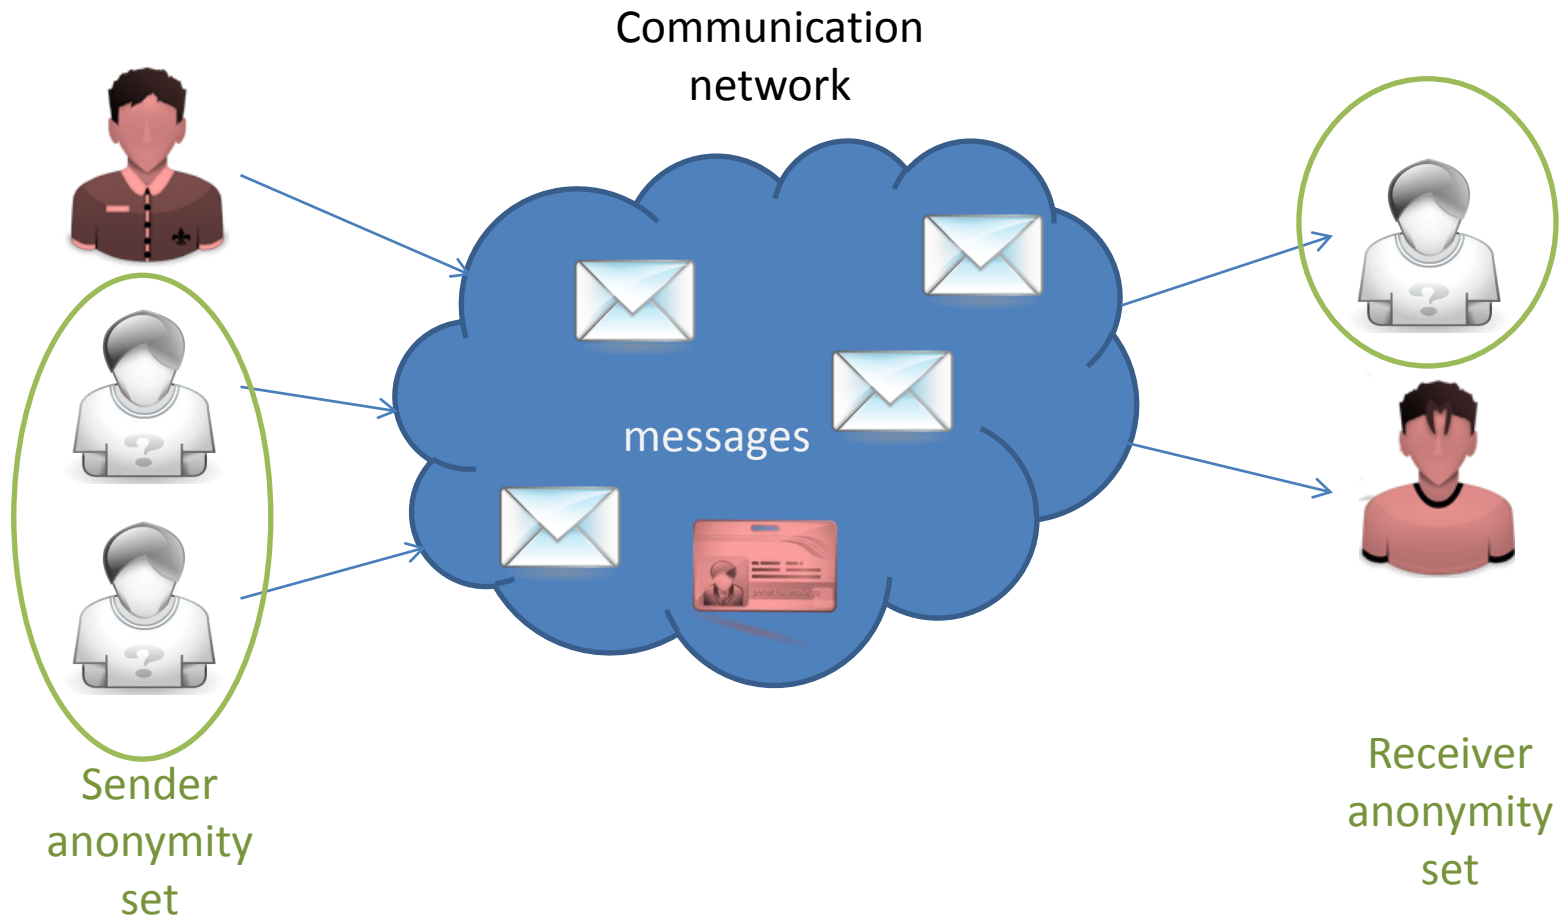 Communication
network
messages
Sender
anonymity
set
Receiver
anonymity
set